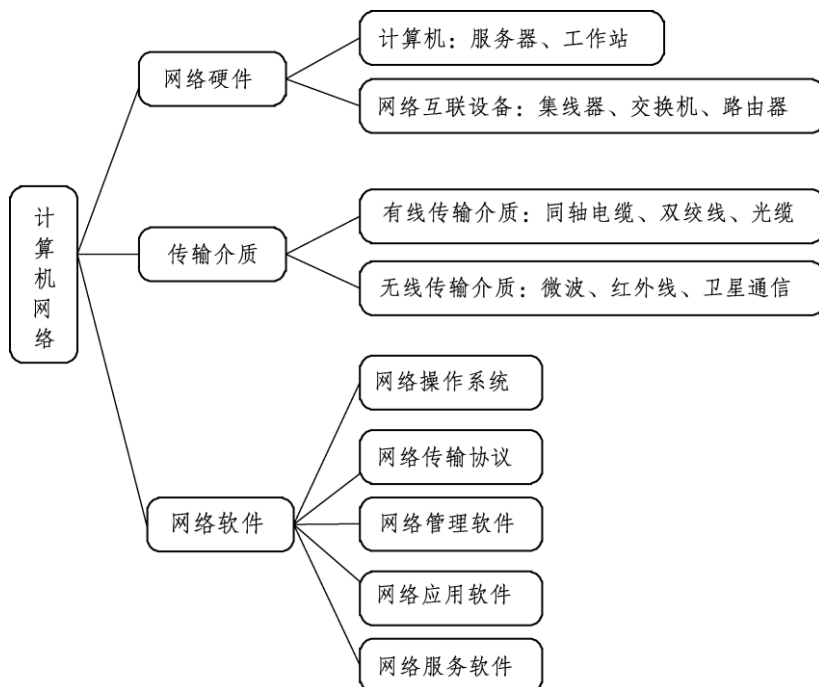 计算机网络
网络硬件
计算机：服务器、工作站
网络互联设备：集线器、交换机、路由器
传输介质
有线传输介质：同轴电缆、双绞线、光缆
无线传输介质：微波、红外线、卫星通信
网络软件
网络操作系统
网络传输协议
网络管理软件
网络应用软件
网络服务软件